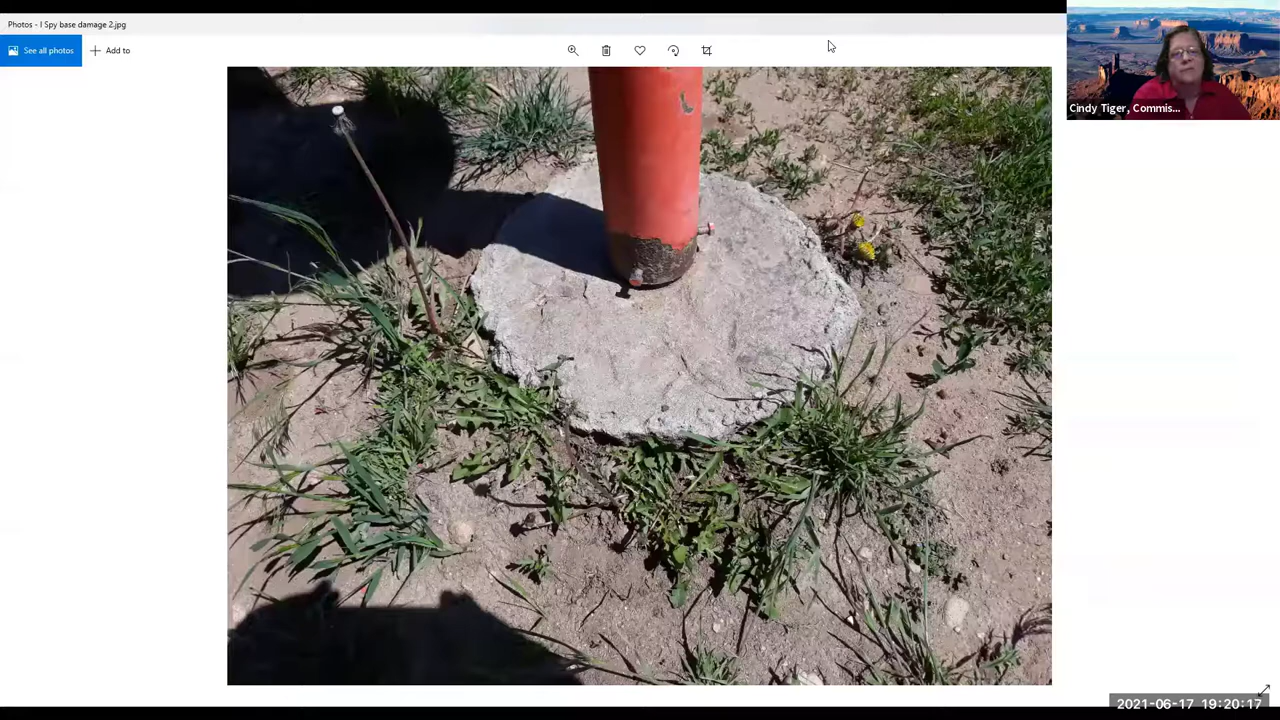 Photos - I Spy base damage 2.jpg
See all photos
Add to
Cindy Tiger, Commis...
2021-06-17 19:20:17